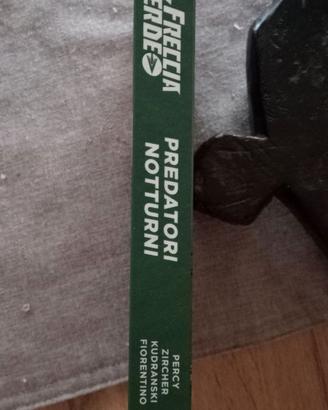 FRECCIA
VERDE
PREDATORI
NOTTURNI
PERCY
ZIRCHER
KUDRANSKI
FIORENTINO